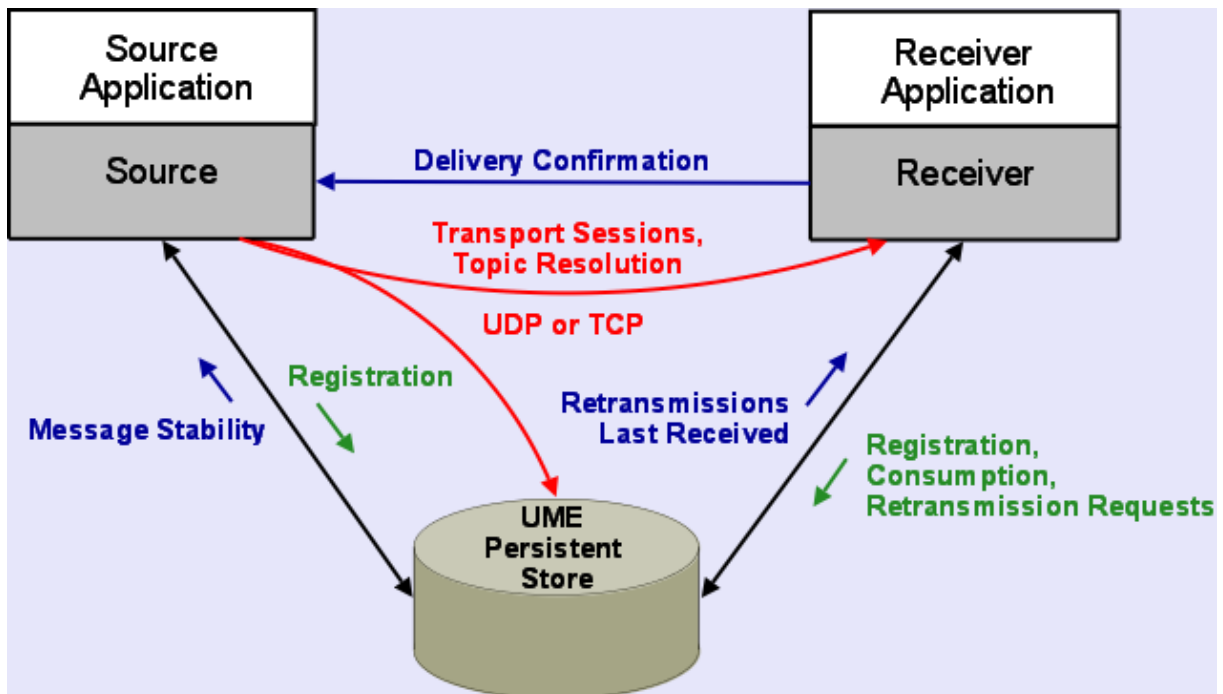 Source
Application
Source
Receiver
Application
Receiver
Delivery Confirmation
Transport Sessions,
Topic Resolution
UDP or TCP
Registration
Message Stability
Retransmissions
Last Received
Registration,
Consumption,
Retransmission Requests
UME
Persistent
Store